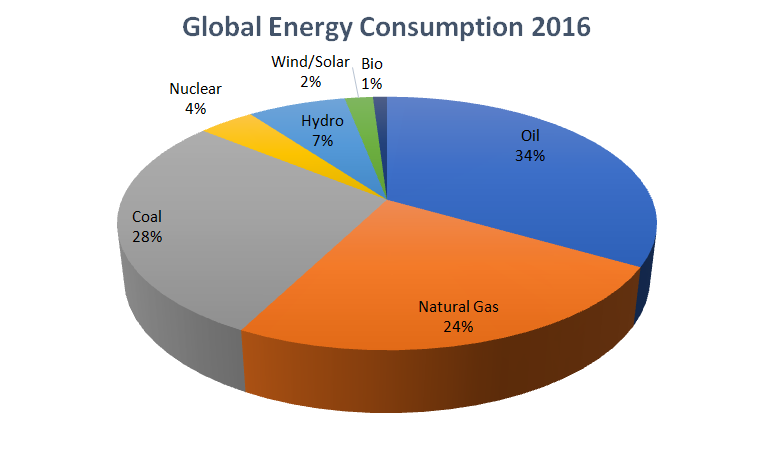 Global Energy Consumption 2016
Wind/Solar
2%
Bio
1%
Nuclear
4%
Hydro
7%
Oil
34%
Coal
28%
Natural Gas
24%